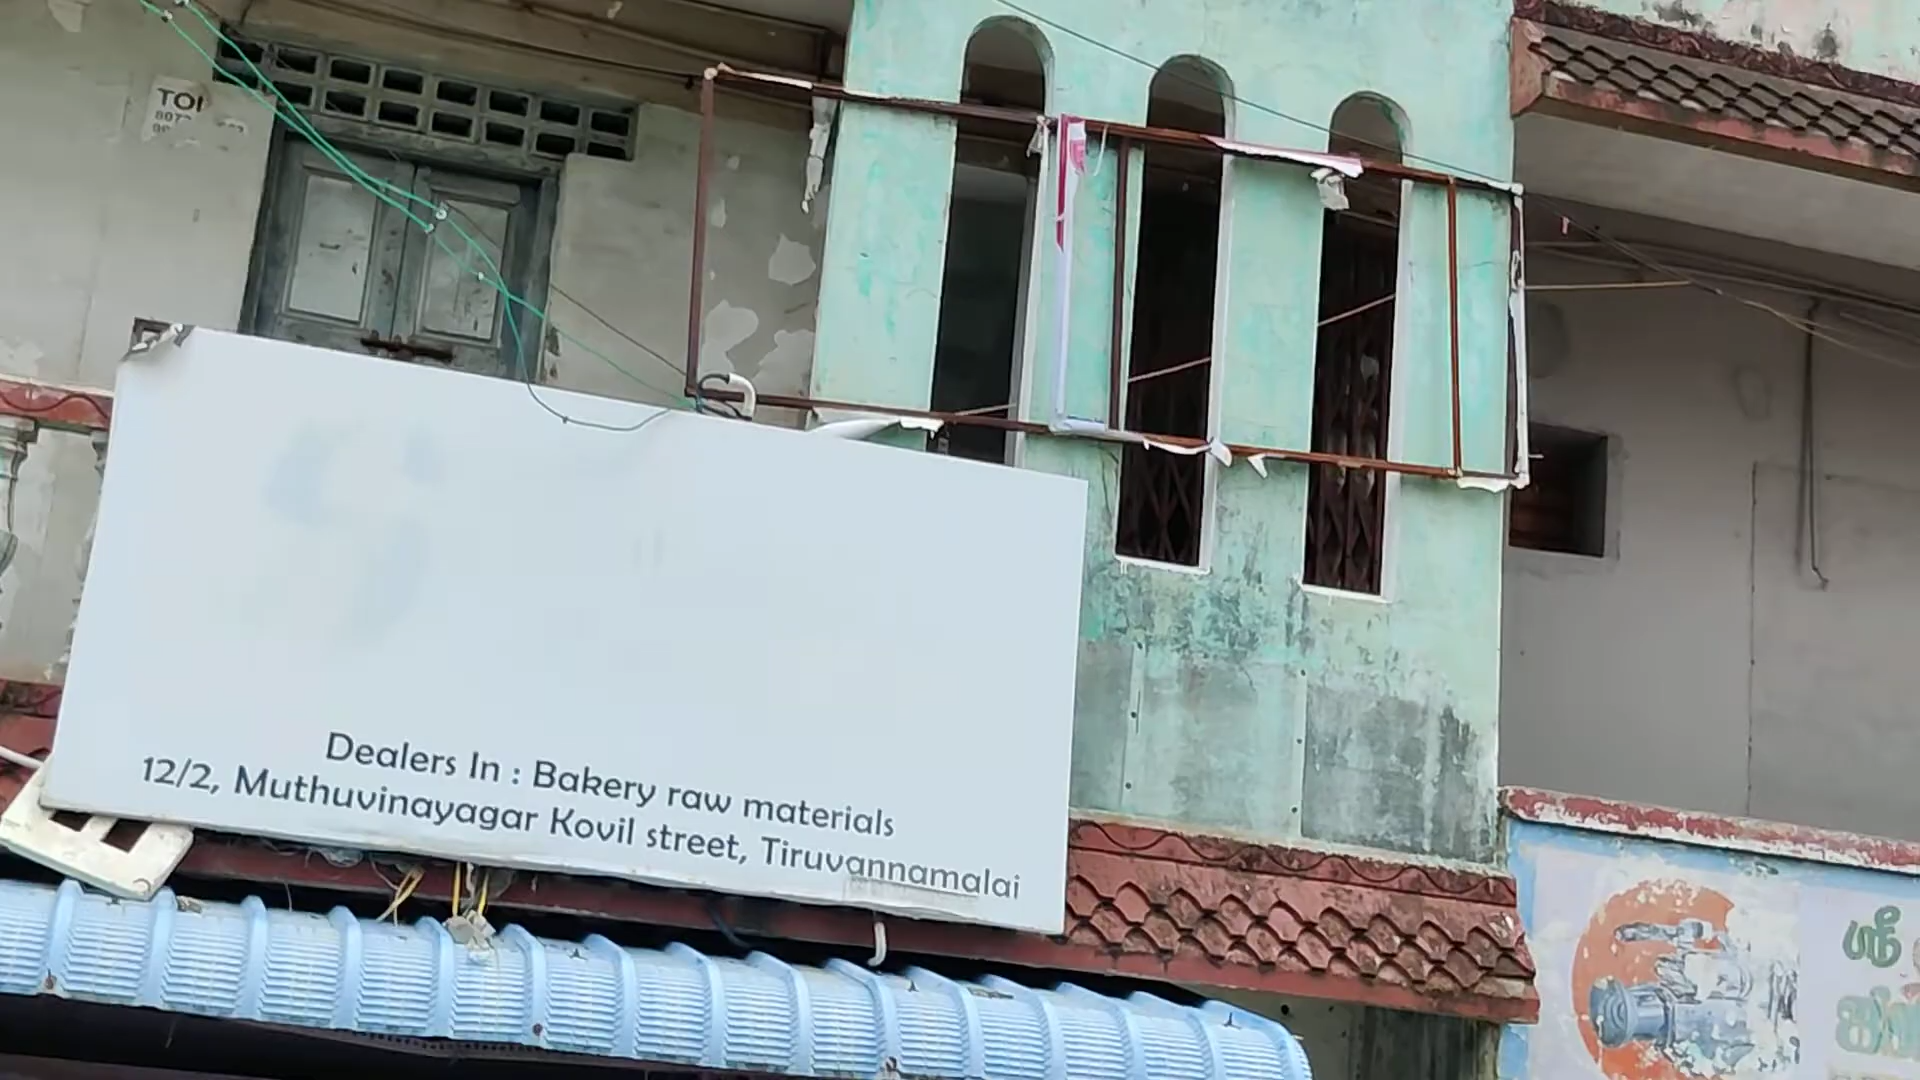 Dealers In : Bakery raw materials
12/2, Muthuvinayagar Kovil street, Tiruvannamalai
ஸ்ரீ